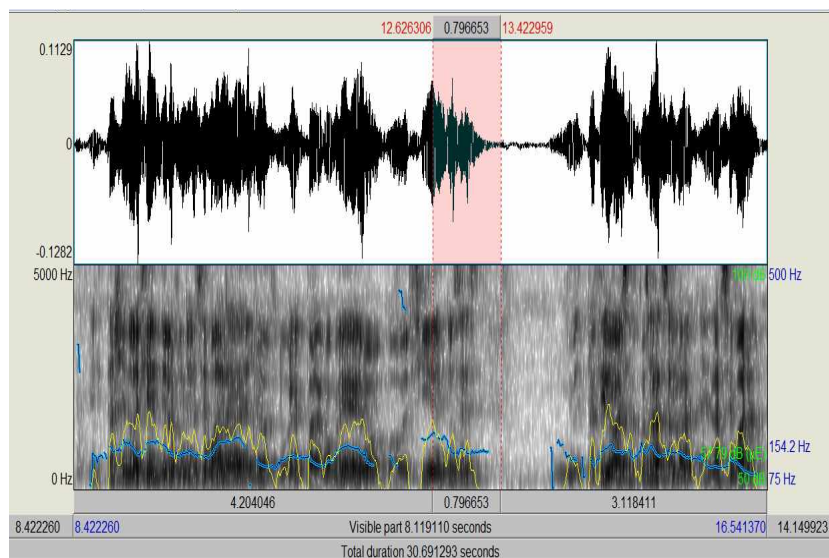 12.626306 0.796653 13.422959
0.1129
0
-0.1282
5000 Hz 500 Hz
154.2 Hz
0 Hz 50 dB 75 Hz
4.204046 0.796653 3.118411
8.422260 8.422260 Visible part 8.119110 seconds 16.541370 14.149923
Total duration 30.691293 seconds